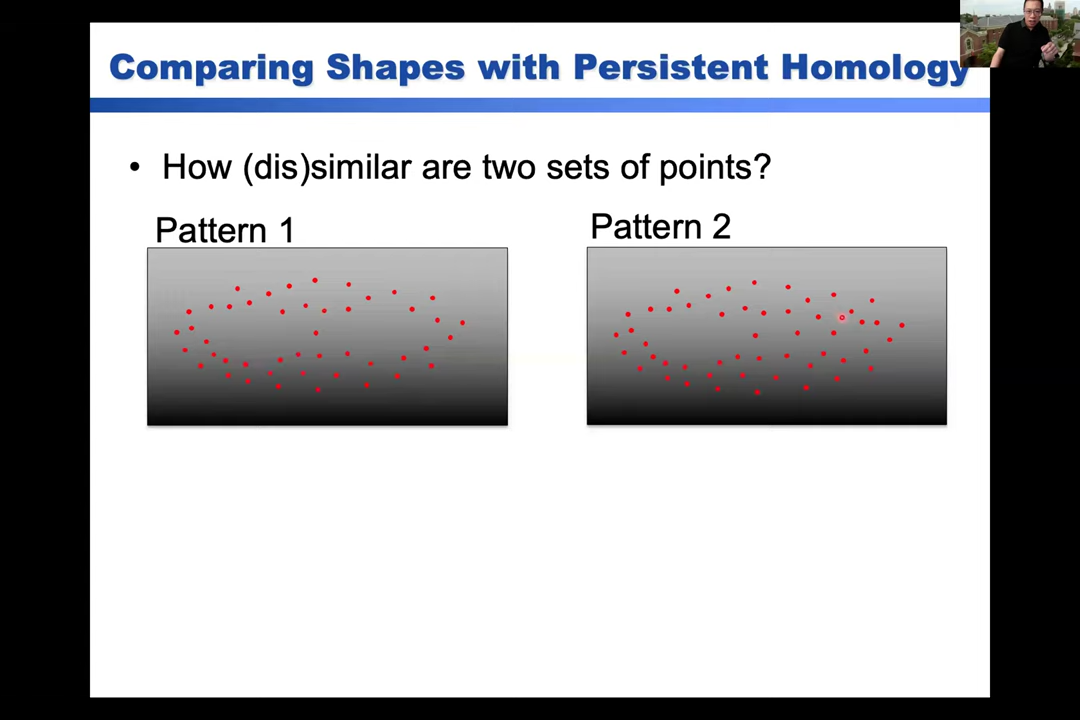 Comparing Shapes with Persistent Homology
• How (dis)similar are two sets of points?
Pattern 1
Pattern 2